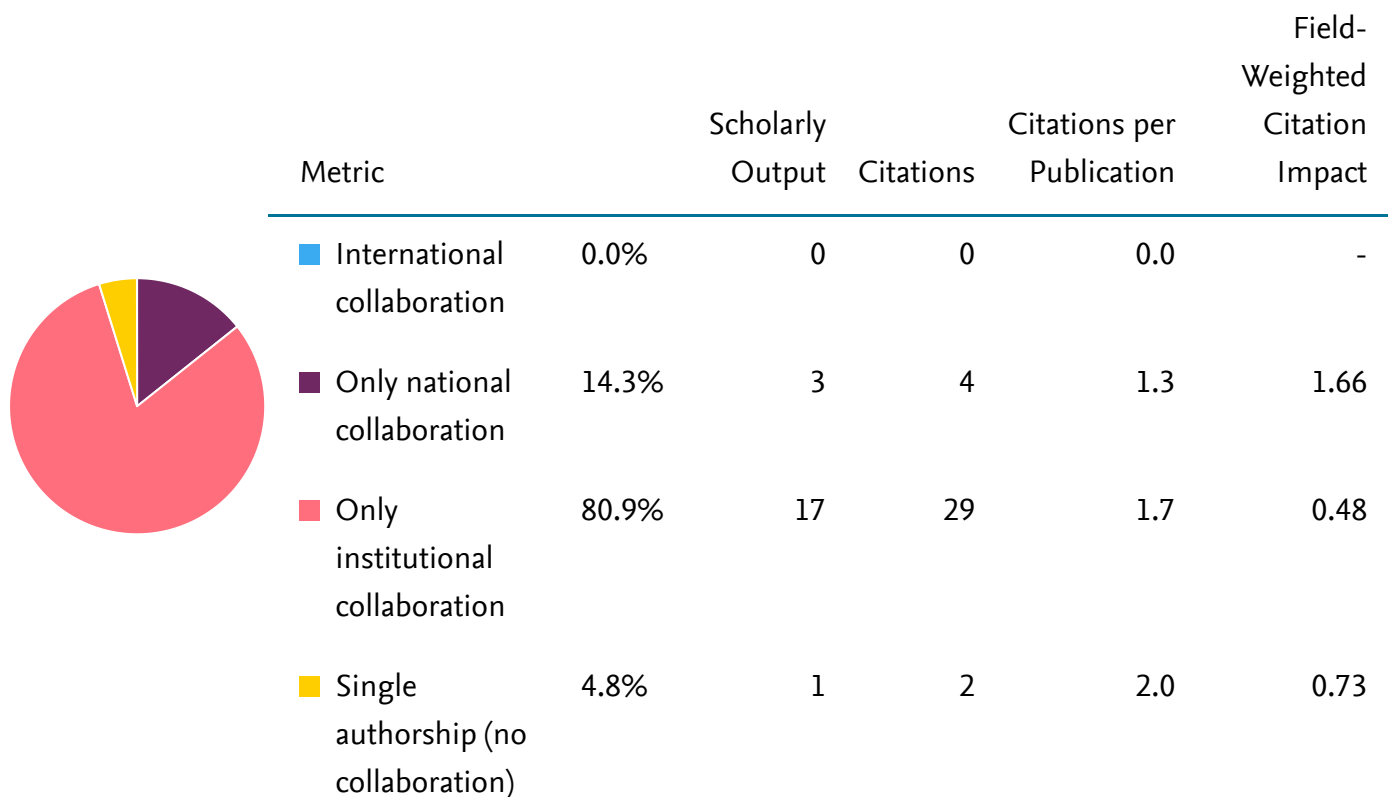 Field-
Weighted
Scholarly Citations per Citation
Metric Output Citations Publication Impact
International 0.0% 0 0 0.0 -
collaboration
Only national 14.3% 3 4 1.3 1.66
collaboration
Only 80.9% 17 29 1.7 0.48
institutional
collaboration
Single 4.8% 1 2 2.0 0.73
authorship (no
collaboration)